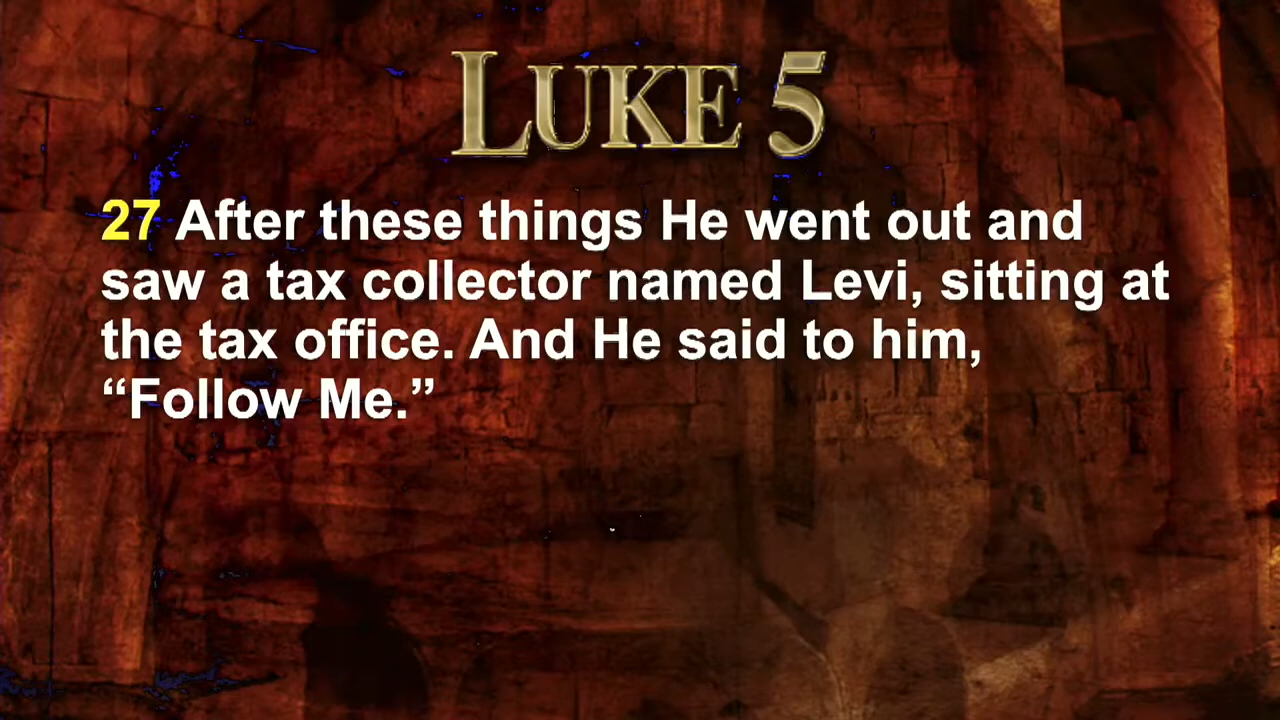 LUKE 5
27 After these things He went out and
saw a tax collector named Levi, sitting at
the tax office. And He said to him,
“Follow Me.”